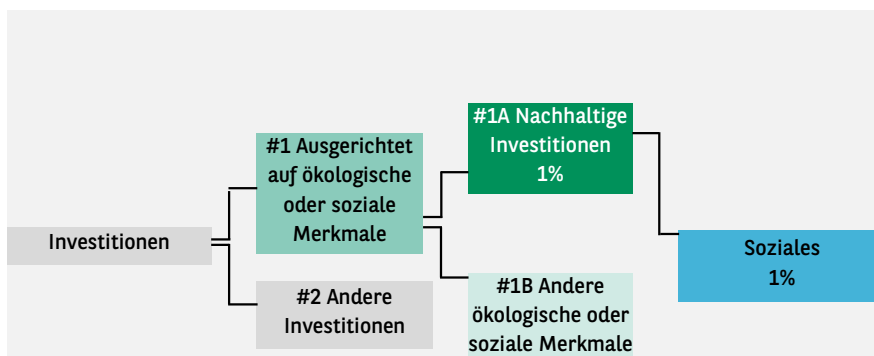 Investitionen
#1 Ausgerichtet
auf ökologische
oder soziale
Merkmale
#2 Andere
Investitionen
#1A Nachhaltige
Investitionen
1%
#1B Andere
ökologische oder
soziale Merkmale
Soziales
1%